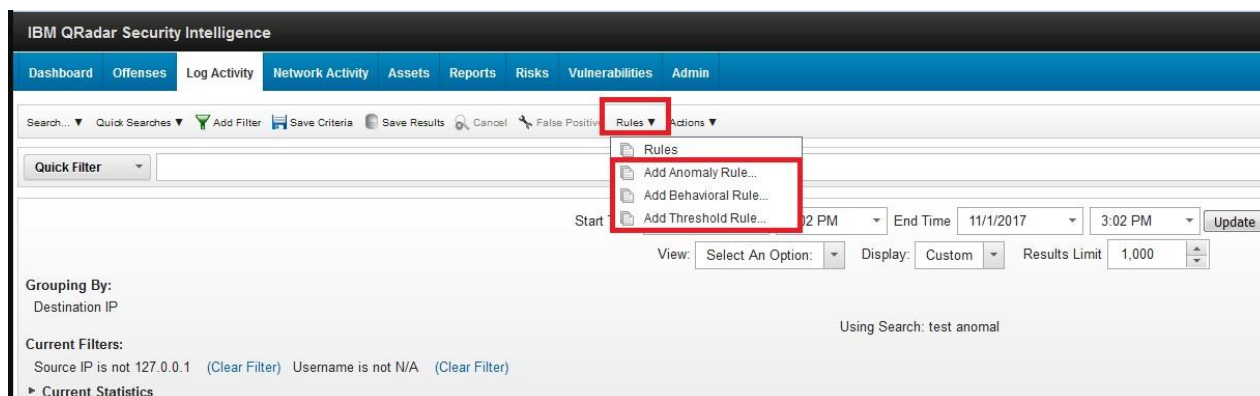 IBM QRadar Security Intelligence
Dashboard Offenses Log Activity Network Activity Assets Reports Risks Vulnerabilities Admin
Search... ▼ Quick Searches ▼ Add Filter Save Criteria Save Results Cancel False Positive Rules ▼ Actions ▼
Rules
Add Anomaly Rule...
Add Behavioral Rule...
Add Threshold Rule...
Quick Filter
Start 02 PM End Time 11/1/2017 3:02 PM Update
View: Select An Option: Display: Custom Results Limit 1,000
Grouping By:
Destination IP
Using Search: test anomal
Current Filters:
Source IP is not 127.0.0.1 (Clear Filter) Username is not N/A (Clear Filter)
Current Statistics